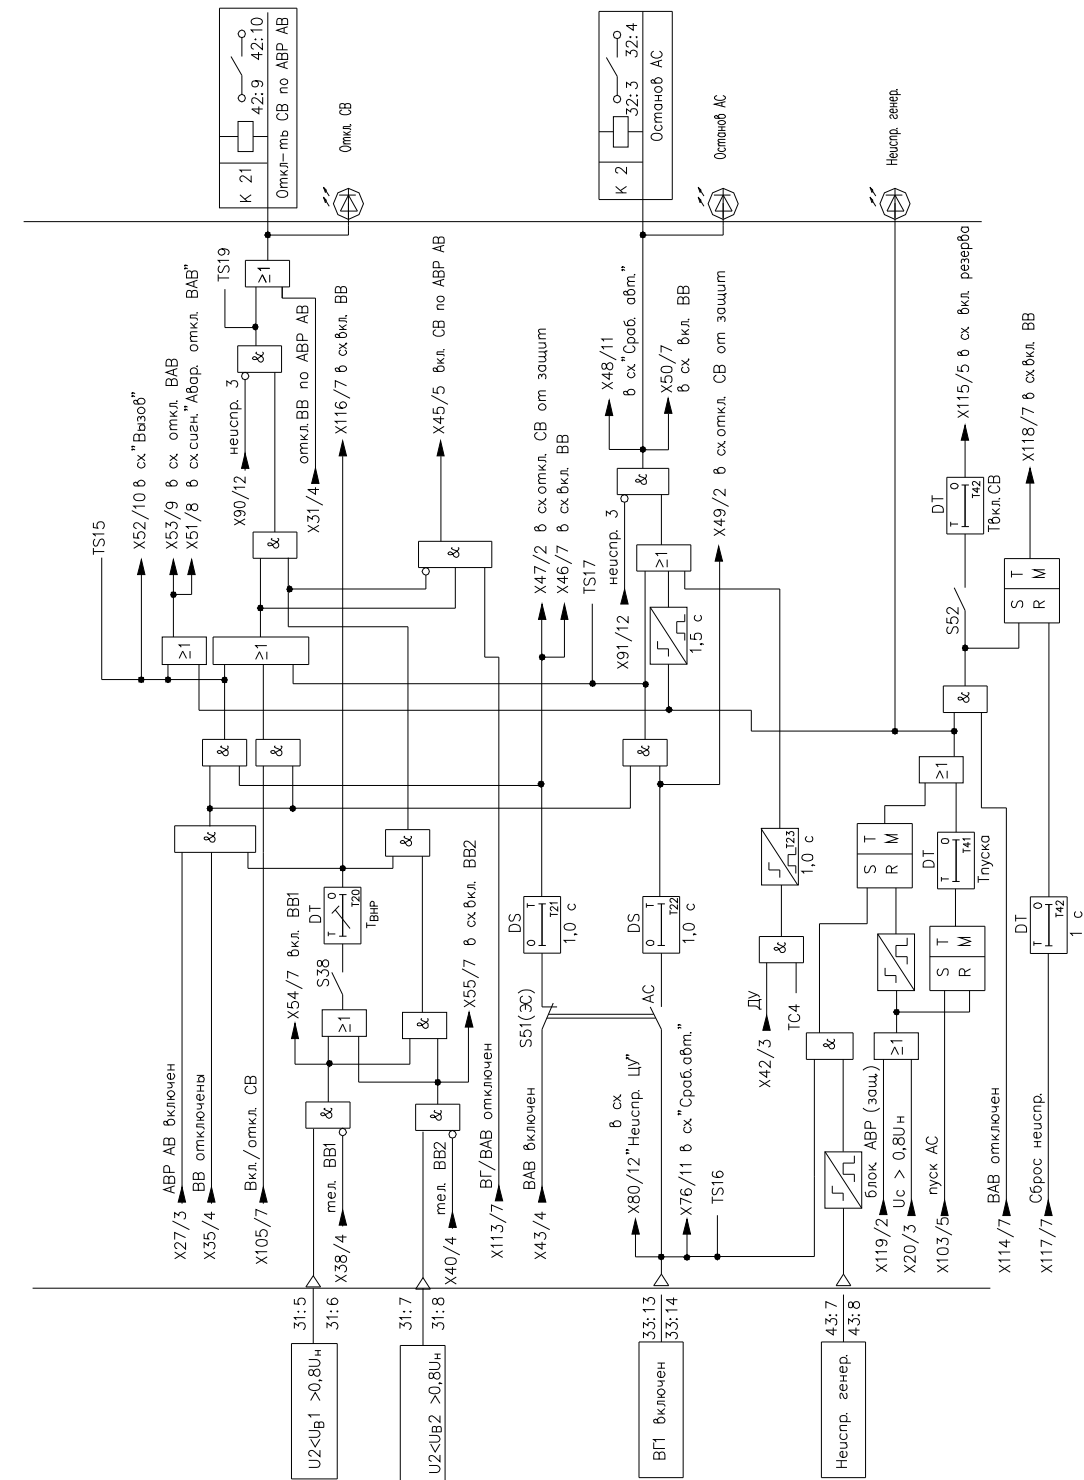 К 21
42:9 42:10
Откл-ть СВ по АВР АВ
К 2
32:3 32:4
Останов АС
Откл. СВ
Останов АС
Неиспр. генер.
TS19
≥1
&
неиспр. 3
X90/12
откл.ВВ по АВР АВ
X31/4
TS15
X52/10 в сх"Вызов"
X53/9 в сх откл. ВАВ
X51/8 в сх.сигн."Авар. откл. ВАВ"
X116/7 в сх.вкл. ВВ
X45/5 вкл. СВ по АВР АВ
X47/2 в сх.откл. СВ от защит
X46/7 в сх.вкл. ВВ
TS17
X48/11
в сх"Сраб. авт."
X50/7
в сх вкл. ВВ
неиспр. 3
X91/12
X49/2 в сх.откл. СВ от защит
X115/5 в сх вкл. резерва
X118/7 в сх.вкл. ВВ
&
&
&
≥1
≥1
≥1
1,5 с
DT
T O
T42
Твкл.СВ
S52
S T
R M
&
&
&
&
&
&
≥1
DT
T O
T20
Твнр
S38
≥1
&
X54/7 вкл. ВВ1
X55/7 в сх.вкл. ВВ2
DS
O T
T21
1,0 с
DS
O T
T22
1,0 с
S51(ЭС)
АС
T23
1,0 с
&
ДУ
X42/3
ТС4
S T
R M
DT
T O
T41
Тпуска
S T
R M
DT
T O
T42
1 с
&
&
&
≥1
X27/3 АВР АВ включен
X35/4 ВВ отключены
X105/7 Вкл./откл. СВ
X38/4 тел. ВВ1
X40/4 тел. ВВ2
X113/7 ВГ/ВАВ отключен
X43/4 ВАВ включен
в сх
X80/12"Неиспр. ЦУ"
X76/11 в сх"Сраб.авт."
TS16
X119/2 блок. АВР (защ.)
X20/3 Uс > 0,8Uн
X103/5 пуск АС
X114/7 ВАВ отключен
X117/7 Сброс неиспр.
31:5
31:6
31:7
31:8
33:13
33:14
43:7
43:8
U2<UВ1 >0,8Uн
U2<UВ2 >0,8Uн
ВГ1 включен
Неиспр. генер.